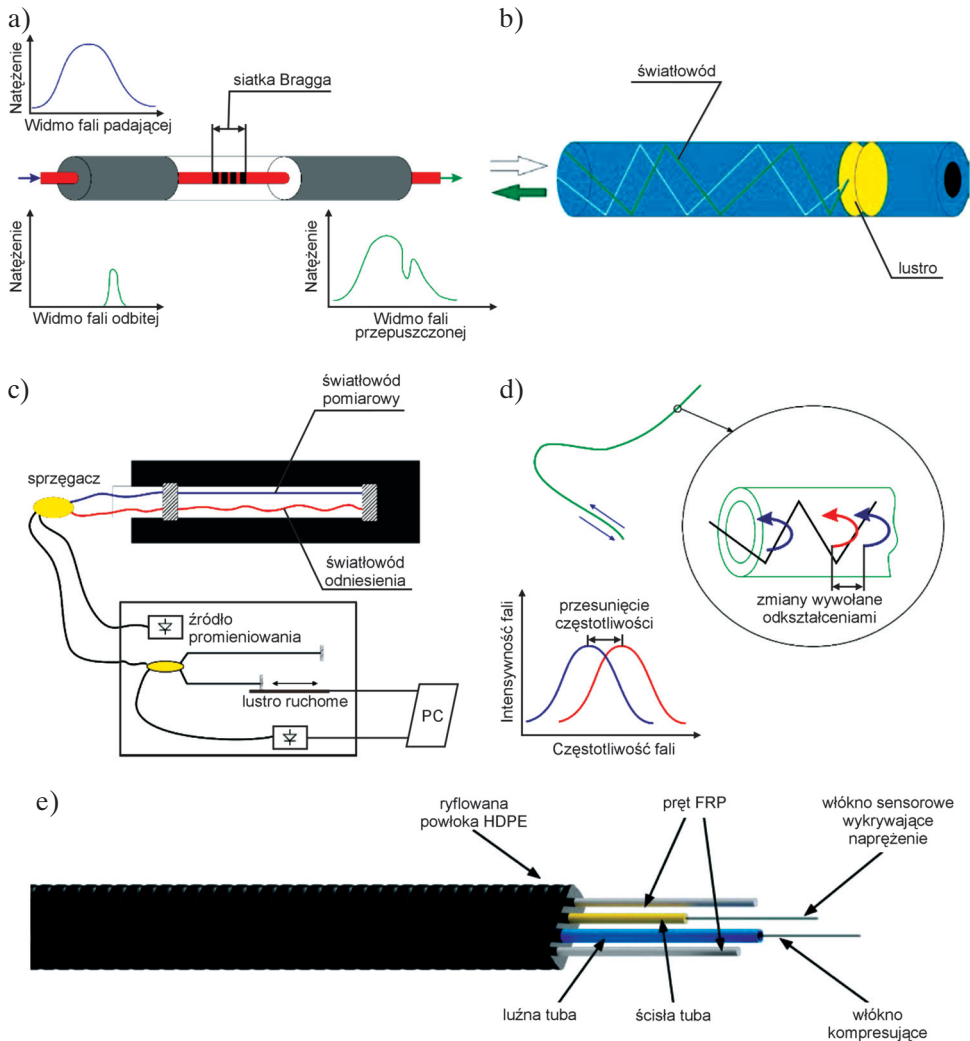 a)
Natężenie
Widmo fali padającej
siatka Bragga
Natężenie
Widmo fali odbitej
Natężenie
Widmo fali
przepuszczonej
b)
światłowód
lustro
c)
światłowód
pomiarowy
sprzęgacz
światłowód
odniesienia
źródło
promieniowania
lustro ruchome
PC
d)
zmiany wywołane
odkształceniami
przesunięcie
częstotliwości
Intensywność fali
Częstotliwość fali
e)
ryflowana
powłoka HDPE
pręt FRP
włókno sensorowe
wykrywające
naprężenie
luźna tuba
ścisła tuba
włókno
kompresujące